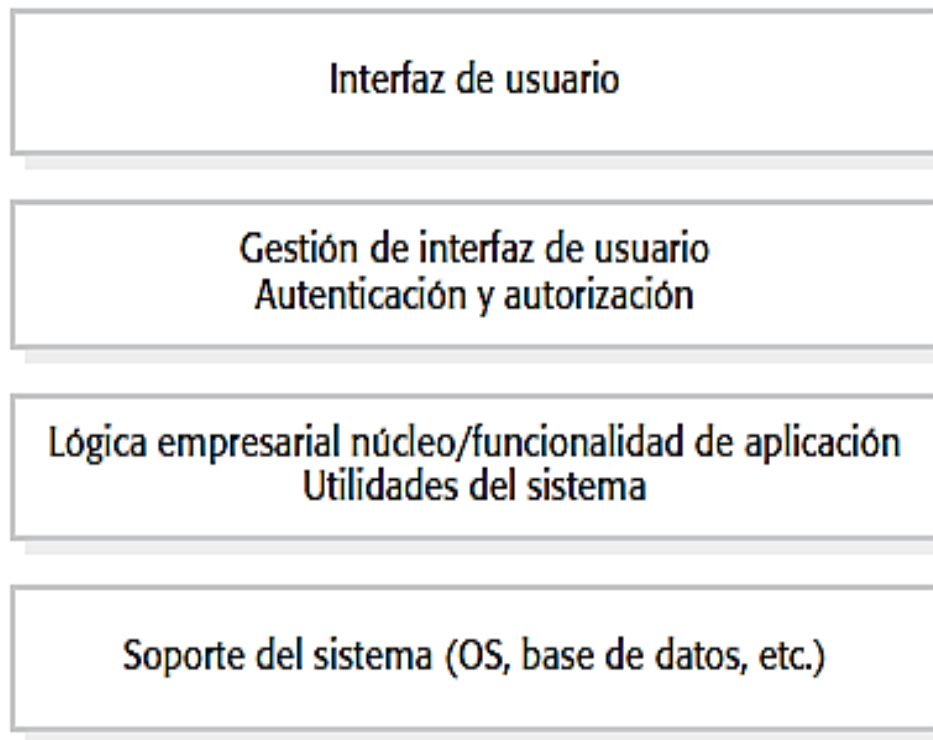 Interfaz de usuario
Gestión de interfaz de usuario
Autenticación y autorización
Lógica empresarial núcleo/funcionalidad de aplicación
Utilidades del sistema
Soporte del sistema (OS, base de datos, etc.)